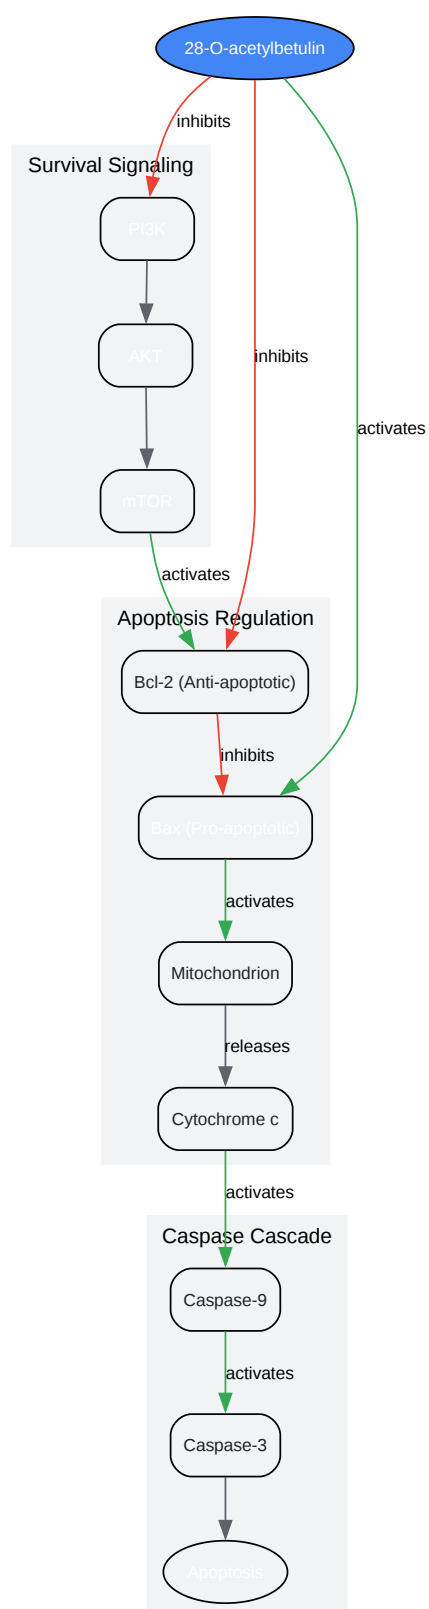 28-O-acetylbetulin
inhibits
Survival Signaling
PI3K
AKT
inhibits
activates
mTOR
activates
Apoptosis Regulation
Bcl-2 (Anti-apoptotic)
inhibits
Bax (Pro-apoptotic)
activates
Mitochondrion
releases
Cytochrome c
activates
Caspase Cascade
Caspase-9
activates
Caspase-3
Apoptosis